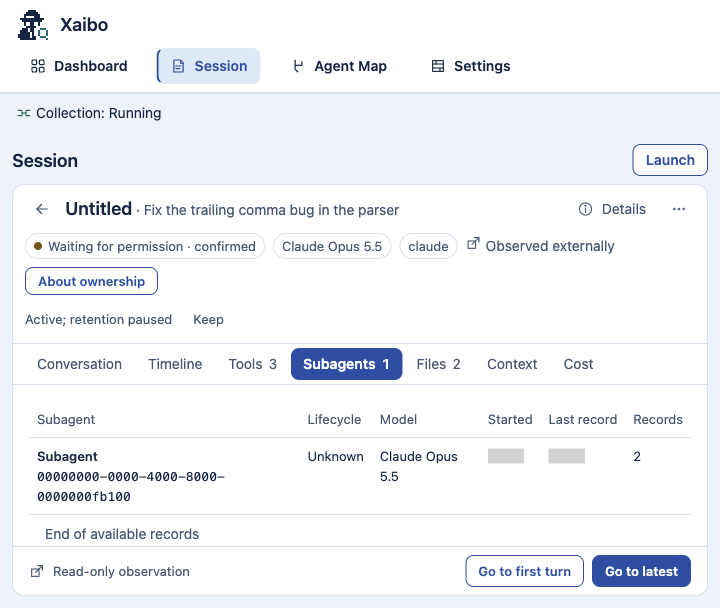 Xaibo
Dashboard Session Agent Map Settings
Collection: Running
Session Launch
Untitled · Fix the trailing comma bug in the parser Details
Waiting for permission · confirmed Claude Opus 5.5 claude Observed externally
About ownership
Active; retention paused Keep
Conversation Timeline Tools 3 Subagents 1 Files 2 Context Cost
Subagent Lifecycle Model Started Last record Records
Subagent Unknown Claude Opus 2
00000000-0000-4000-8000- 5.5
0000000fb100
End of available records
Read-only observation Go to first turn Go to latest